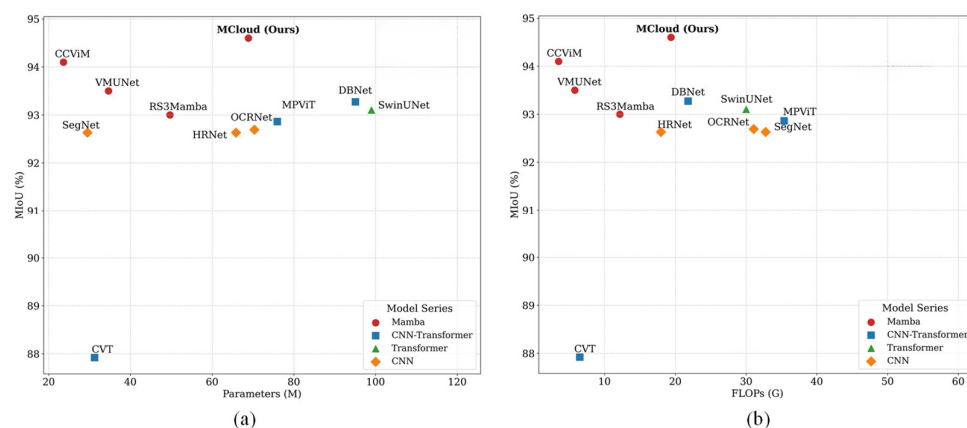 95
94
93
92
91
90
89
88
MIoU (%)
MCloud (Ours)
CCViM
VMUNet
RS3Mamba
SegNet
HRNet
OCRNet
MPViT
DBNet
SwinUNet
CVT
Model Series
Mamba
CNN-Transformer
Transformer
CNN
20 40 60 80 100 120
Parameters (M)
(a)
95
94
93
92
91
90
89
88
MIoU (%)
MCloud (Ours)
CCViM
VMUNet
RS3Mamba
HRNet
DBNet
SwinUNet
OCRNet
MPViT
SegNet
CVT
Model Series
Mamba
CNN-Transformer
Transformer
CNN
10 20 30 40 50 60
FLOPs (G)
(b)